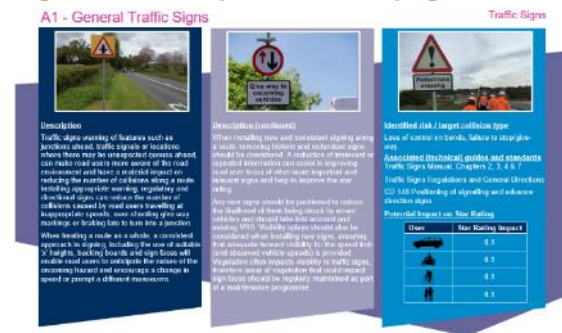 A1 - General Traffic Signs
Traffic Signs
Give way to
oncoming
vehicles
Pedestrians
crossing
Description
Traffic signs warning of features such as
junctions ahead, traffic signals or locations
where there may be unexpected queues ahead,
can make road users more aware of the road
environment and have a material impact on
reducing the number of collisions along a route.
Installing appropriate warning, regulatory and
directional signs can reduce the number of
collisions caused by road users travelling at
inappropriate speeds, over-shooting give way
markings or braking late to turn into a junction.
When treating a route as a whole, a consistent
approach to signing, including the use of suitable
'x' heights, backing boards and sign faces will
enable road users to anticipate the nature of the
oncoming hazard and encourage a change in
speed or prompt a different manoeuvre.
Description (continued)
When installing new and consistent signing along
a route, removing historic and redundant signs
should be considered. A reduction of irrelevant or
repeated information can assist in improving
road user focus of other more important and
relevant signs and help to improve the star
rating.
Any new signs should be positioned to reduce
the likelihood of them being struck by errant
vehicles and should take into account and
existing VRS. Visibility splays should also be
considered when installing new signs, ensuring
that adequate forward visibility for the speed limit
(and observed vehicle speeds) is provided.
Vegetation often impacts visibility to traffic signs,
therefore areas of vegetation that could impact
sign faces should be regularly maintained as part
of a maintenance programme
Identified risk / target collision type
Loss of control on bends, failure to stop/give-
way.
Associated (technical) guides and standards
Traffic Signs Manual, Chapters 2, 3, 4 & 7
Traffic Signs Regulations and General Directions
CD 146 Positioning of signalling and advance
direction signs
Potential Impact on Star Rating
User Star Rating Impact
0.1
0.1
0.1
0.1